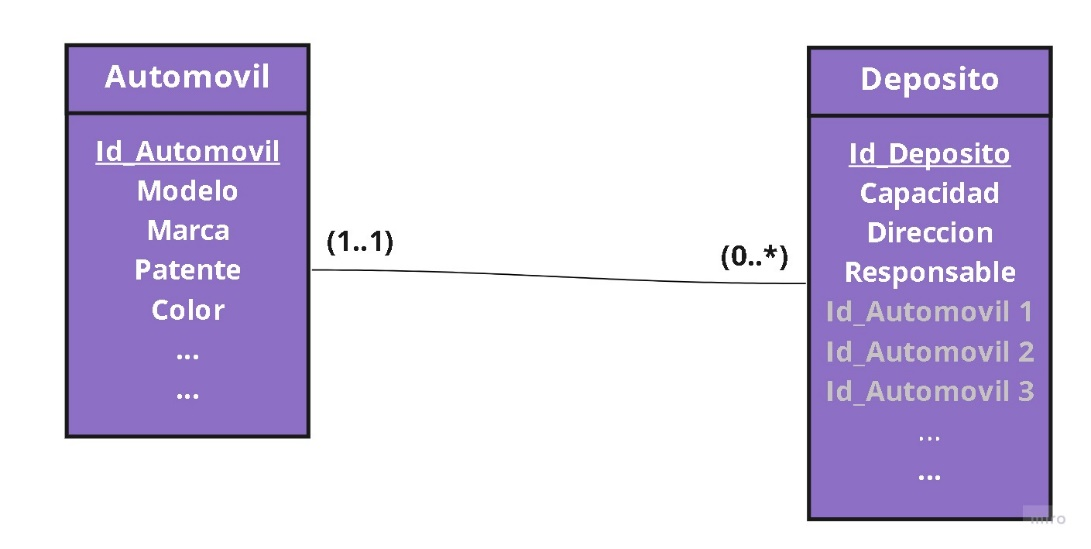 Automovil
Id_Automovil
Modelo
Marca
Patente
Color
...
...
(1..1)
(0..*)
Deposito
Id_Deposito
Capacidad
Direccion
Responsable
Id_Automovil 1
Id_Automovil 2
Id_Automovil 3
...
...
miro